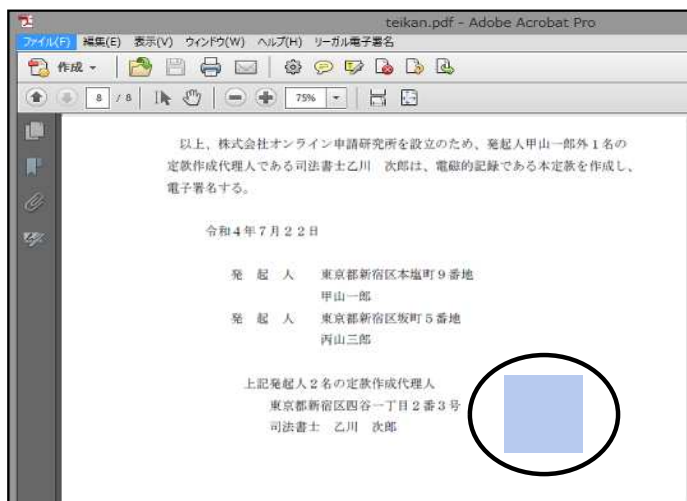 teikan.pdf - Adobe Acrobat Pro
ファイル(F) 編集(E) 表示(V) ウィンドウ(W) ヘルプ(H) リーガル電子署名
作成
8 / 8 75%
以上、株式会社オンライン申請研究所を設立のため、発起人甲山一郎外１名の
定款作成代理人である司法書士乙川　次郎は、電磁的記録である本定款を作成し、
電子署名する。
令和４年７月２２日
発　起　人　　東京都新宿区本塩町９番地
甲山一郎
発　起　人　　東京都新宿区坂町５番地
丙山三郎
上記発起人２名の定款作成代理人
東京都新宿区四谷一丁目２番３号
司法書士　乙川　次郎